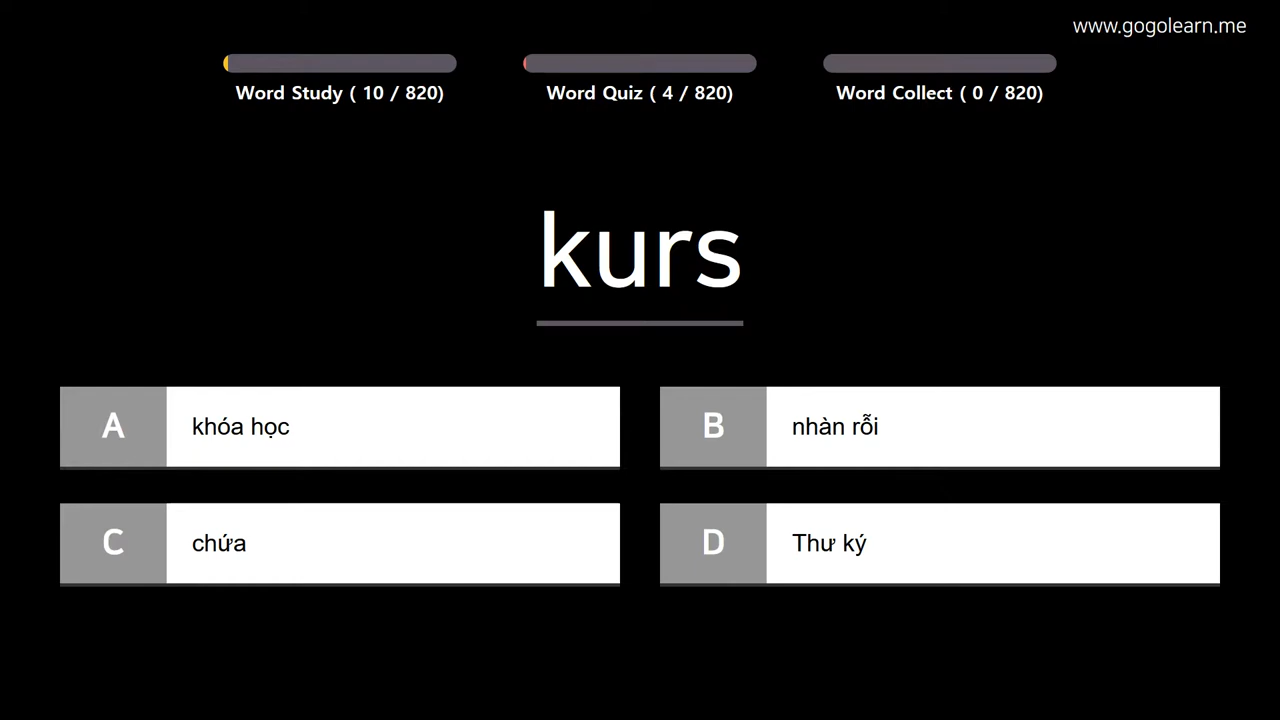 www.gogolearn.me
Word Study ( 10 / 820)
Word Quiz ( 4 / 820)
Word Collect ( 0 / 820)
kurs
A khóa học
B nhàn rỗi
C chứa
D Thư ký